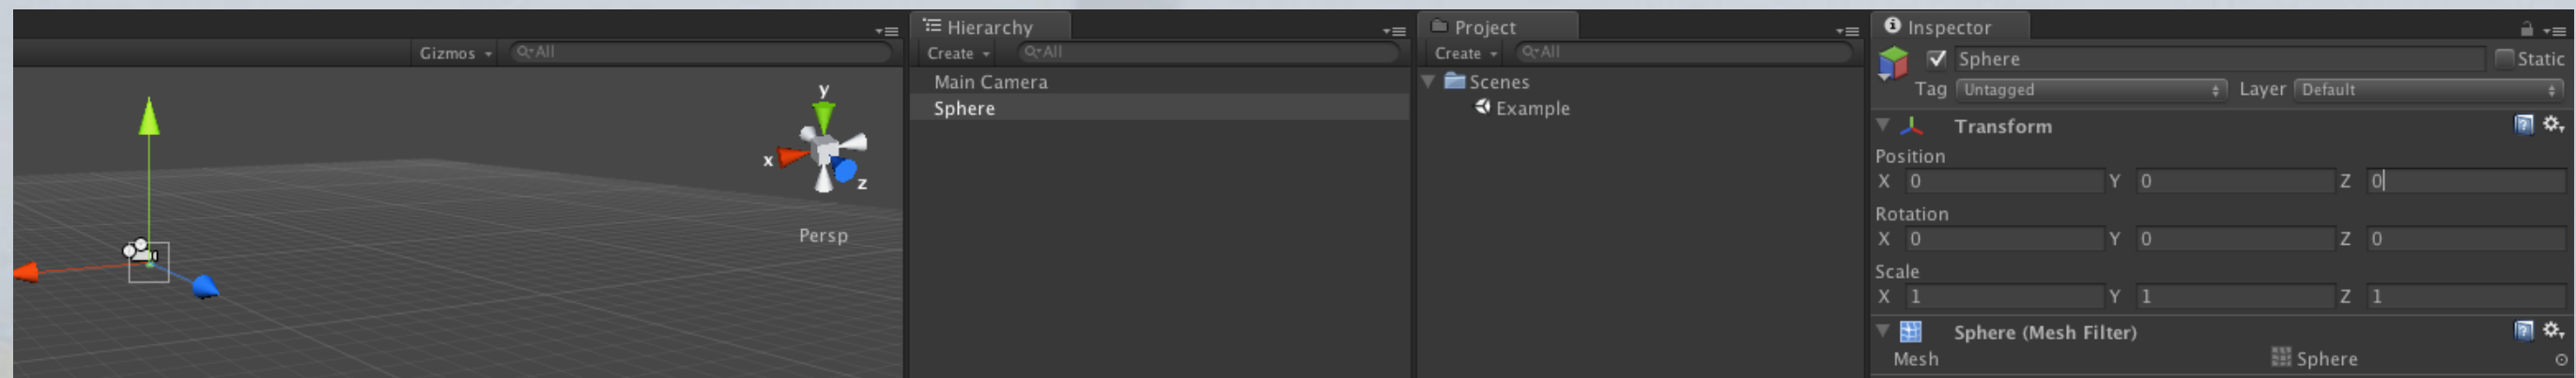 Gizmos All
y
x
z
Persp
Hierarchy
Create All
Main Camera
Sphere
Project
Create All
Scenes
Example
Inspector
Sphere Static
Tag Untagged Layer Default
Transform
Position
X 0 Y 0 Z 0
Rotation
X 0 Y 0 Z 0
Scale
X 1 Y 1 Z 1
Sphere (Mesh Filter)
Mesh Sphere